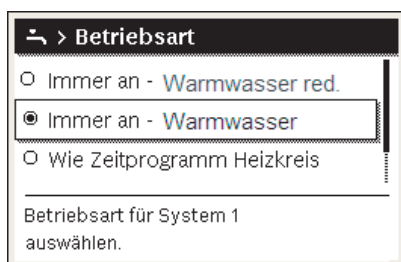 > Betriebsart
Immer an - Warmwasser red.
Immer an - Warmwasser
Wie Zeitprogramm Heizkreis
Betriebsart für System 1
auswählen.